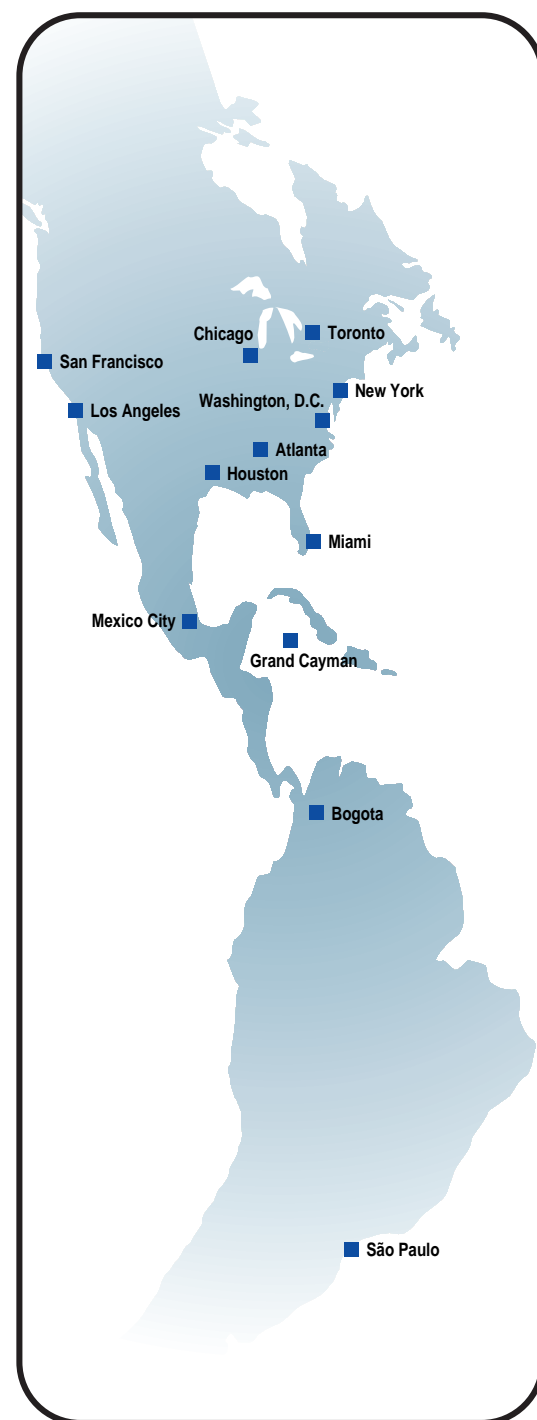 Chicago
Toronto
San Francisco
New York
Washington, D.C.
Los Angeles
Atlanta
Houston
Miami
Mexico City
Grand Cayman
Bogota
São Paulo